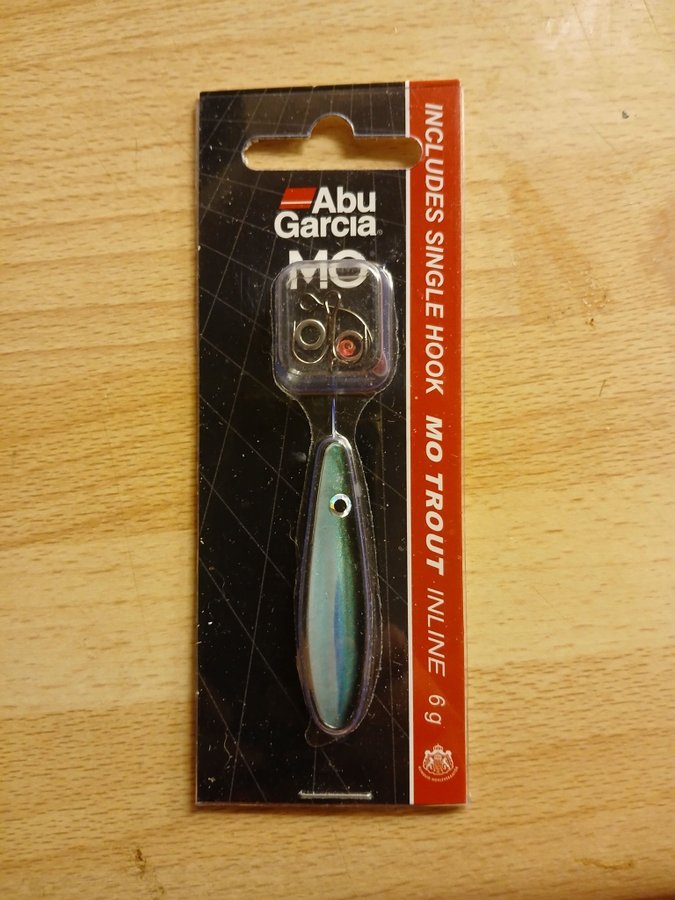 Abu
Garcia®
MO
INCLUDES SINGLE HOOK MO TROUT INLINE 6 g